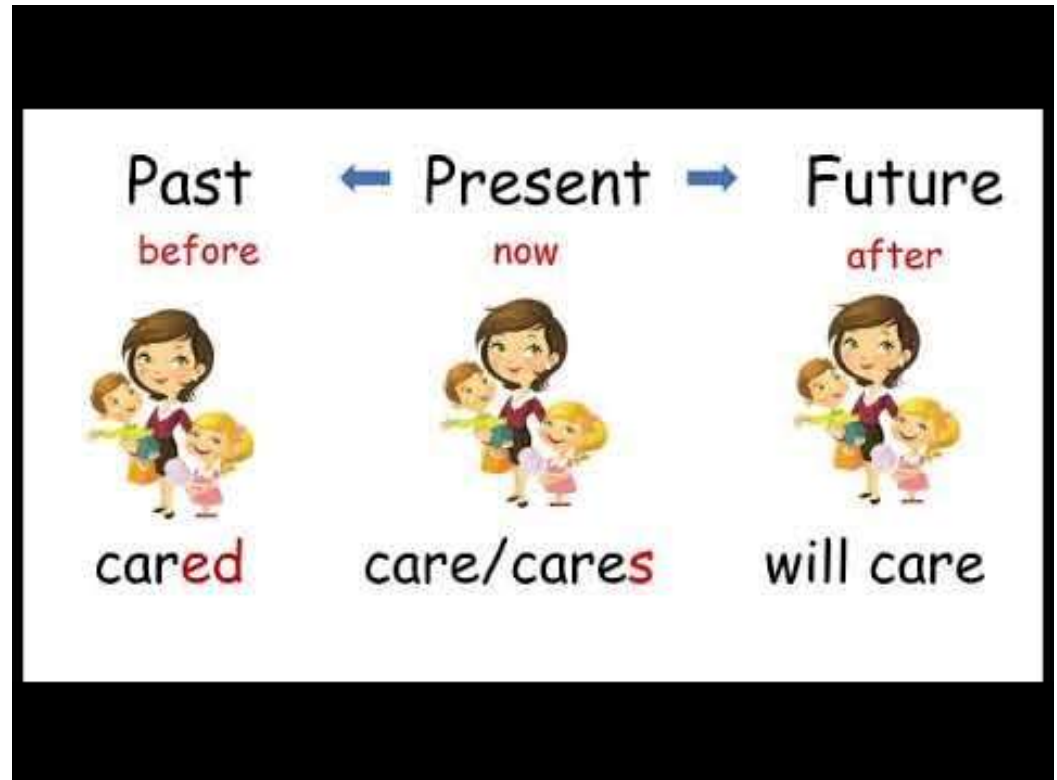 Past ← Present → Future
before now after
cared care/cares will care